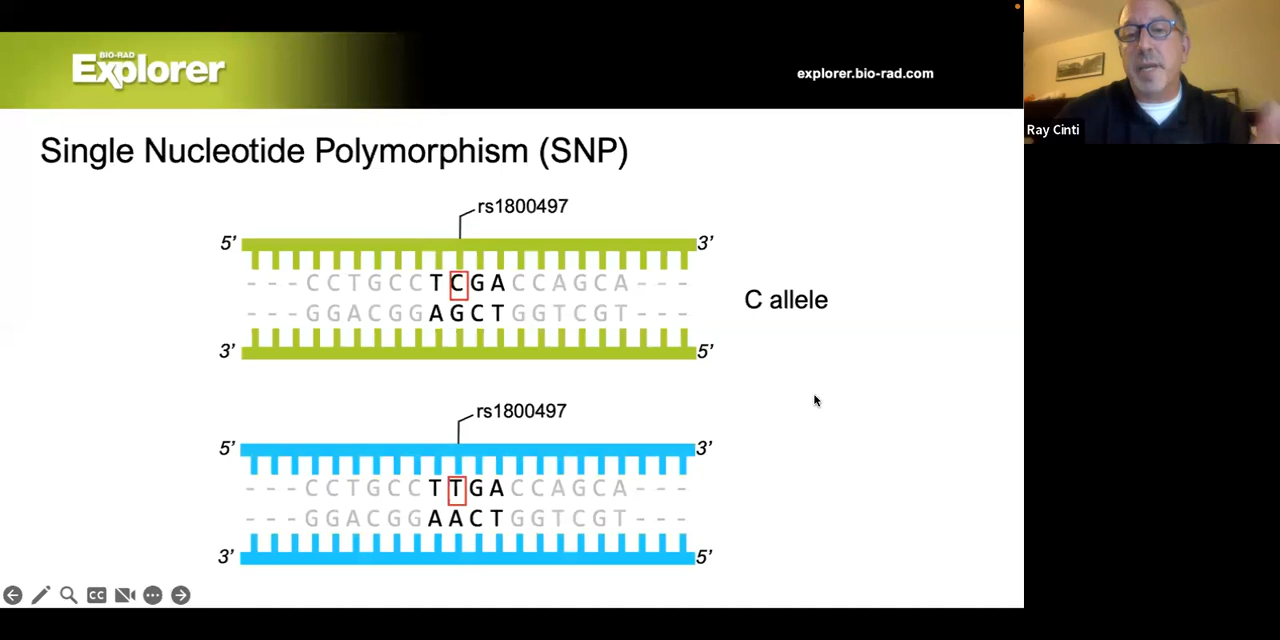 BIO-RAD
Explorer
explorer.bio-rad.com
Ray Cinti
Single Nucleotide Polymorphism (SNP)
rs1800497
5’ 3’
- - - C C T G C C T C G A C C A G C A - - -
- - - G G A C G G A G C T G G T C G T - - -
3’ 5’
C allele
rs1800497
5’ 3’
- - - C C T G C C T T G A C C A G C A - - -
- - - G G A C G G A A C T G G T C G T - - -
3’ 5’
CC